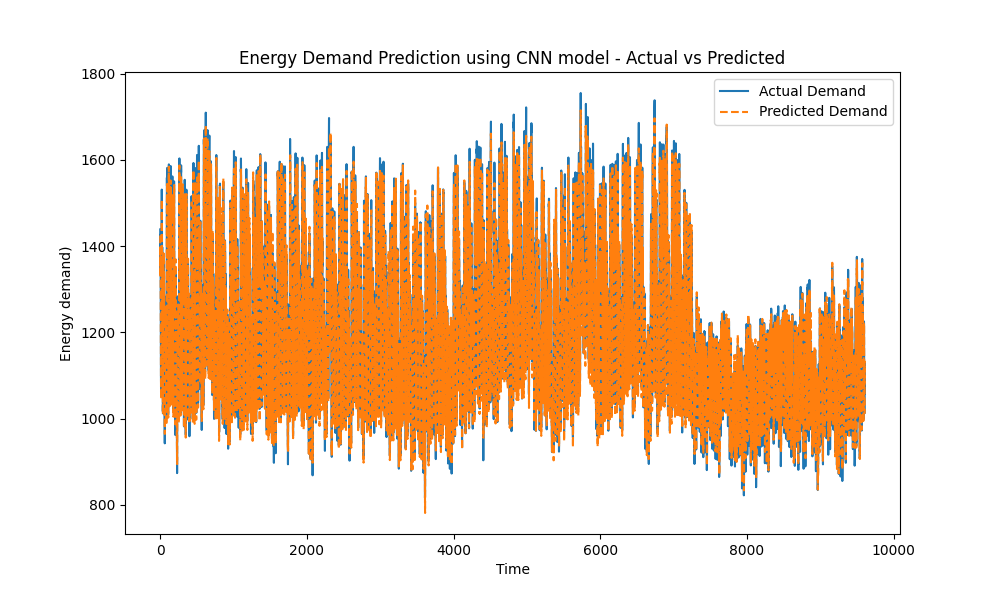 Energy Demand Prediction using CNN model - Actual vs Predicted
Actual Demand
Predicted Demand
Energy demand)
1800
1600
1400
1200
1000
800
0
2000
4000
6000
8000
10000
Time